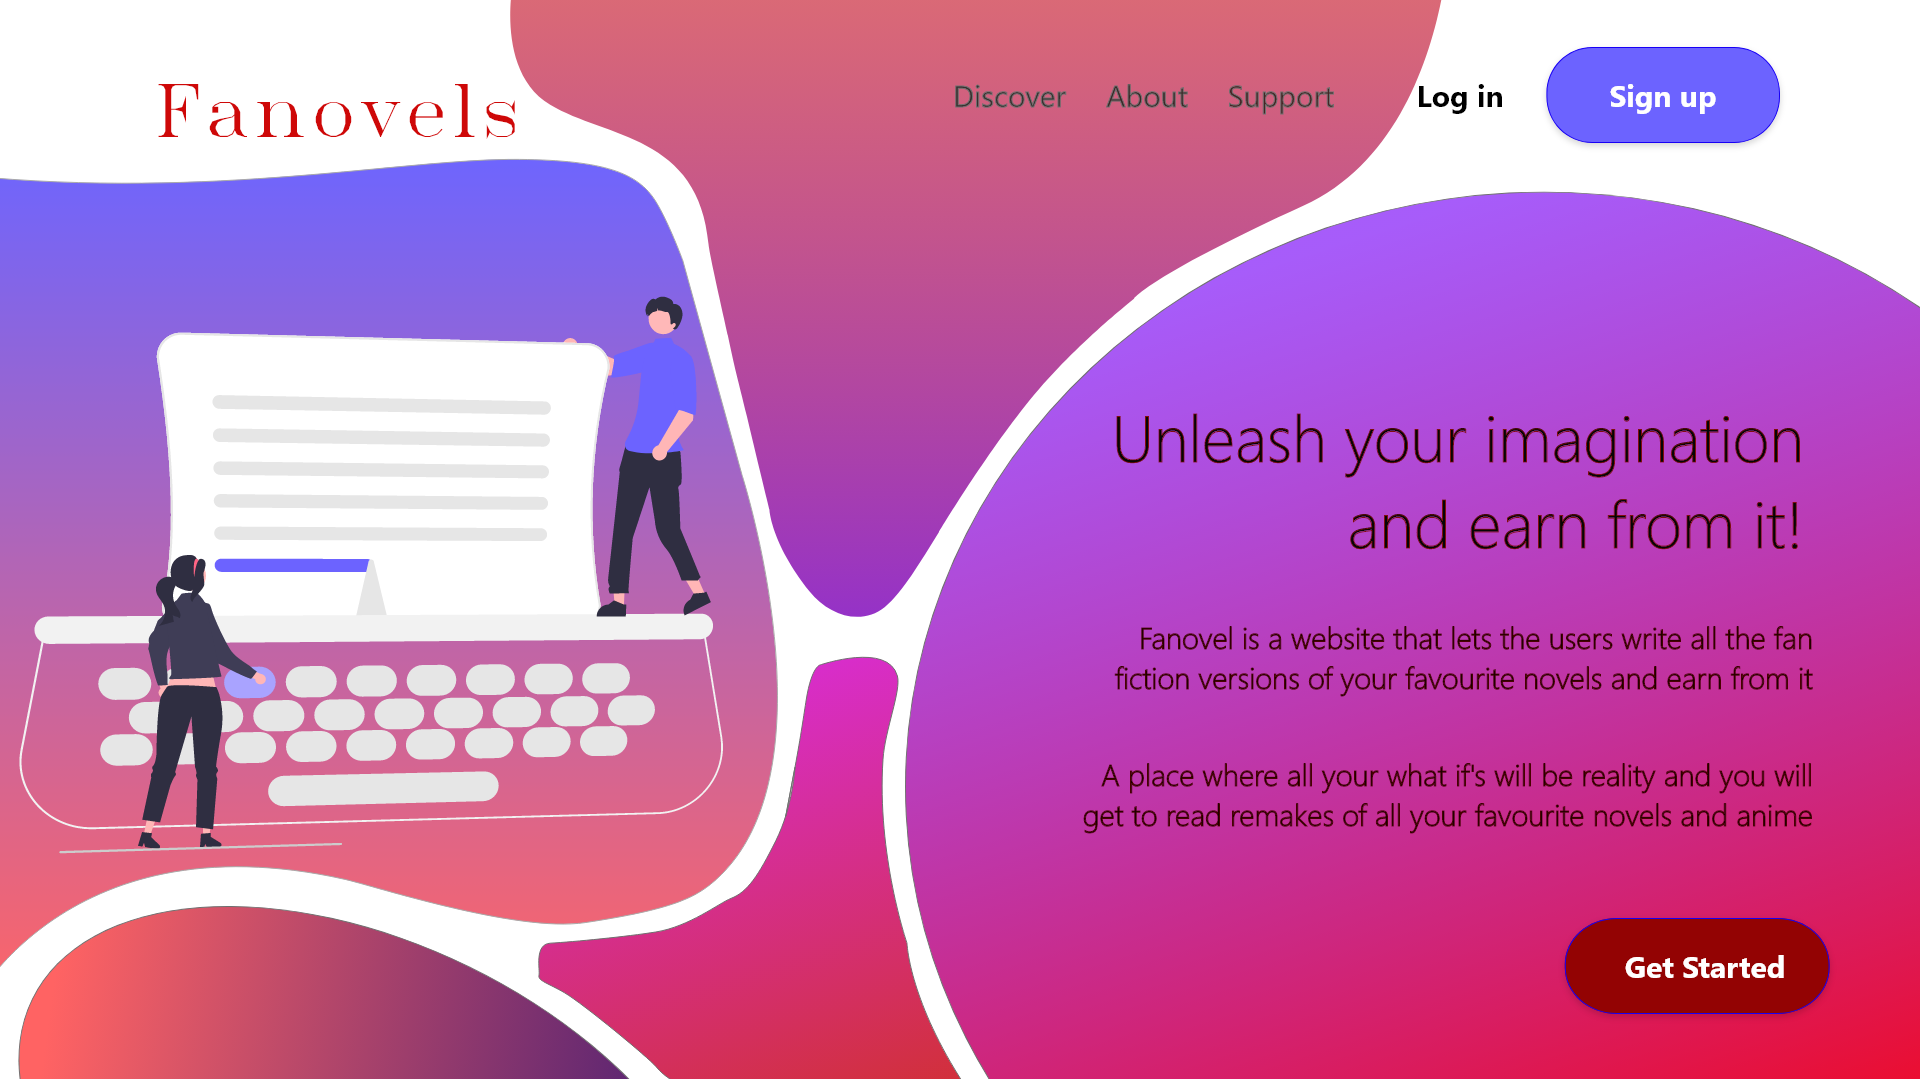 Fanovels
Discover About Support Log in Sign up
Unleash your imagination
and earn from it!
Fanovel is a website that lets the users write all the fan
fiction versions of your favourite novels and earn from it
A place where all your what if's will be reality and you will
get to read remakes of all your favourite novels and anime
Get Started